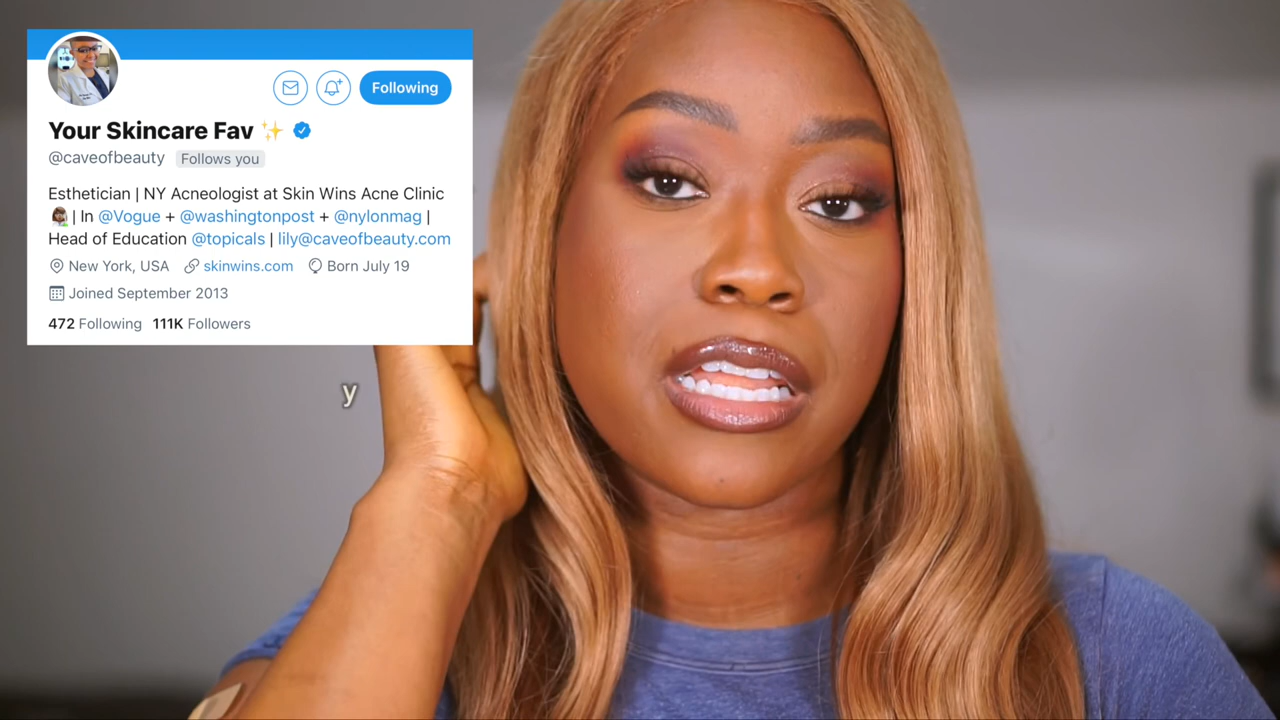 Following
Your Skincare Fav ✨
@caveofbeauty Follows you
Esthetician | NY Acneologist at Skin Wins Acne Clinic
| In @Vogue + @washingtonpost + @nylonmag |
Head of Education @topicals | lily@caveofbeauty.com
New York, USA skinwins.com Born July 19
Joined September 2013
472 Following 111K Followers
y